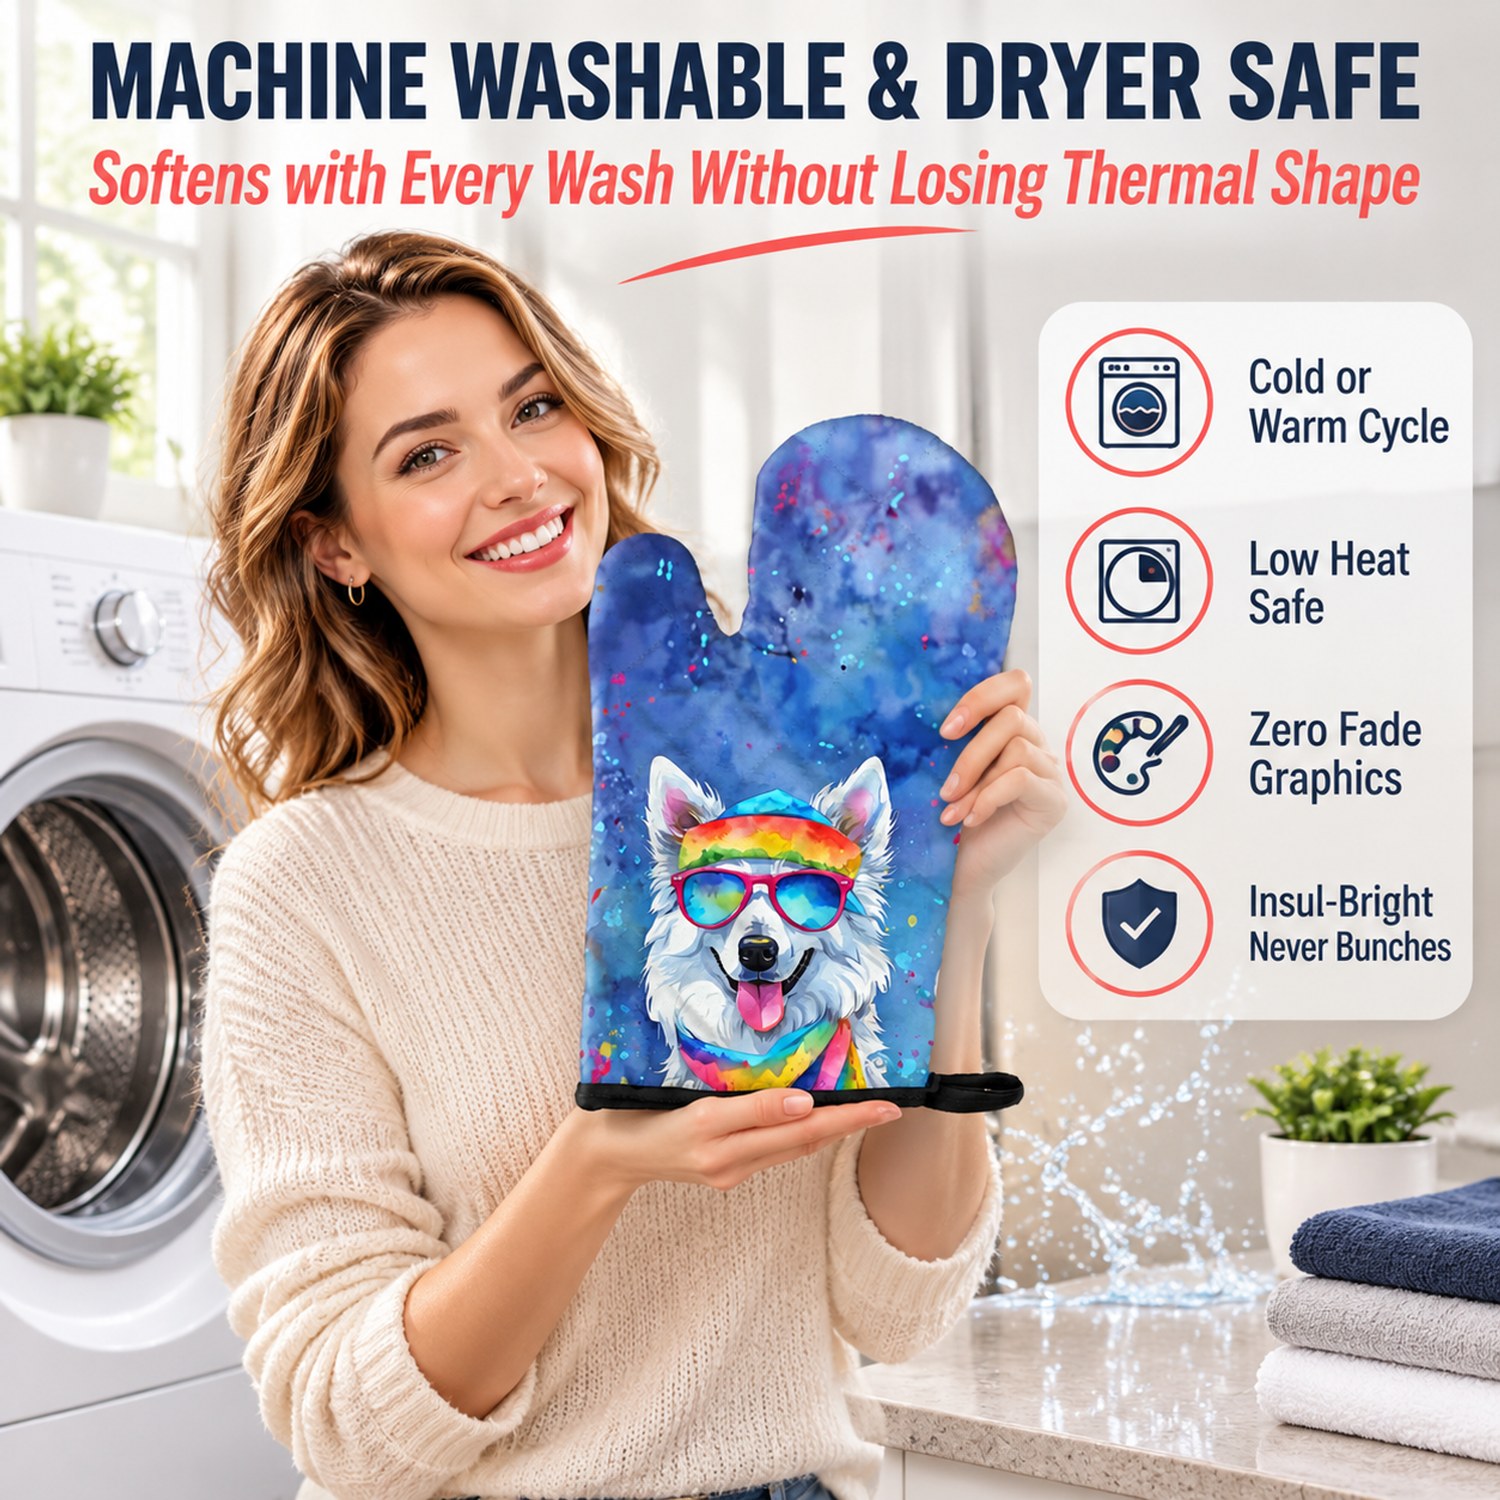 MACHINE WASHABLE & DRYER SAFE
Softens with Every Wash Without Losing Thermal Shape
Cold or
Warm Cycle
Low Heat
Safe
Zero Fade
Graphics
Insul-Bright
Never Bunches